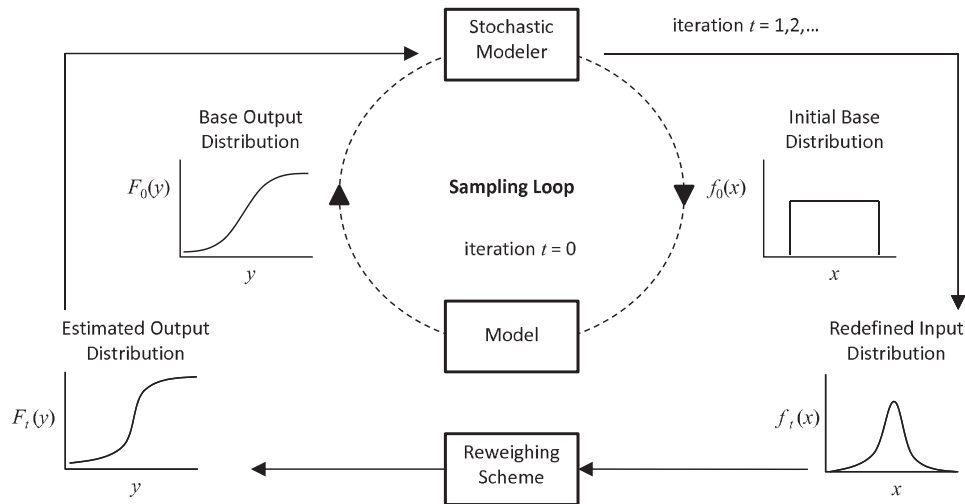 Stochastic
Modeler
iteration t = 1,2,...
Base Output
Distribution
F₀(y)
y
Sampling Loop
iteration t = 0
Initial Base
Distribution
f₀(x)
x
Model
Estimated Output
Distribution
Fₜ(y)
y
Redefined Input
Distribution
fₜ(x)
x
Reweighing
Scheme